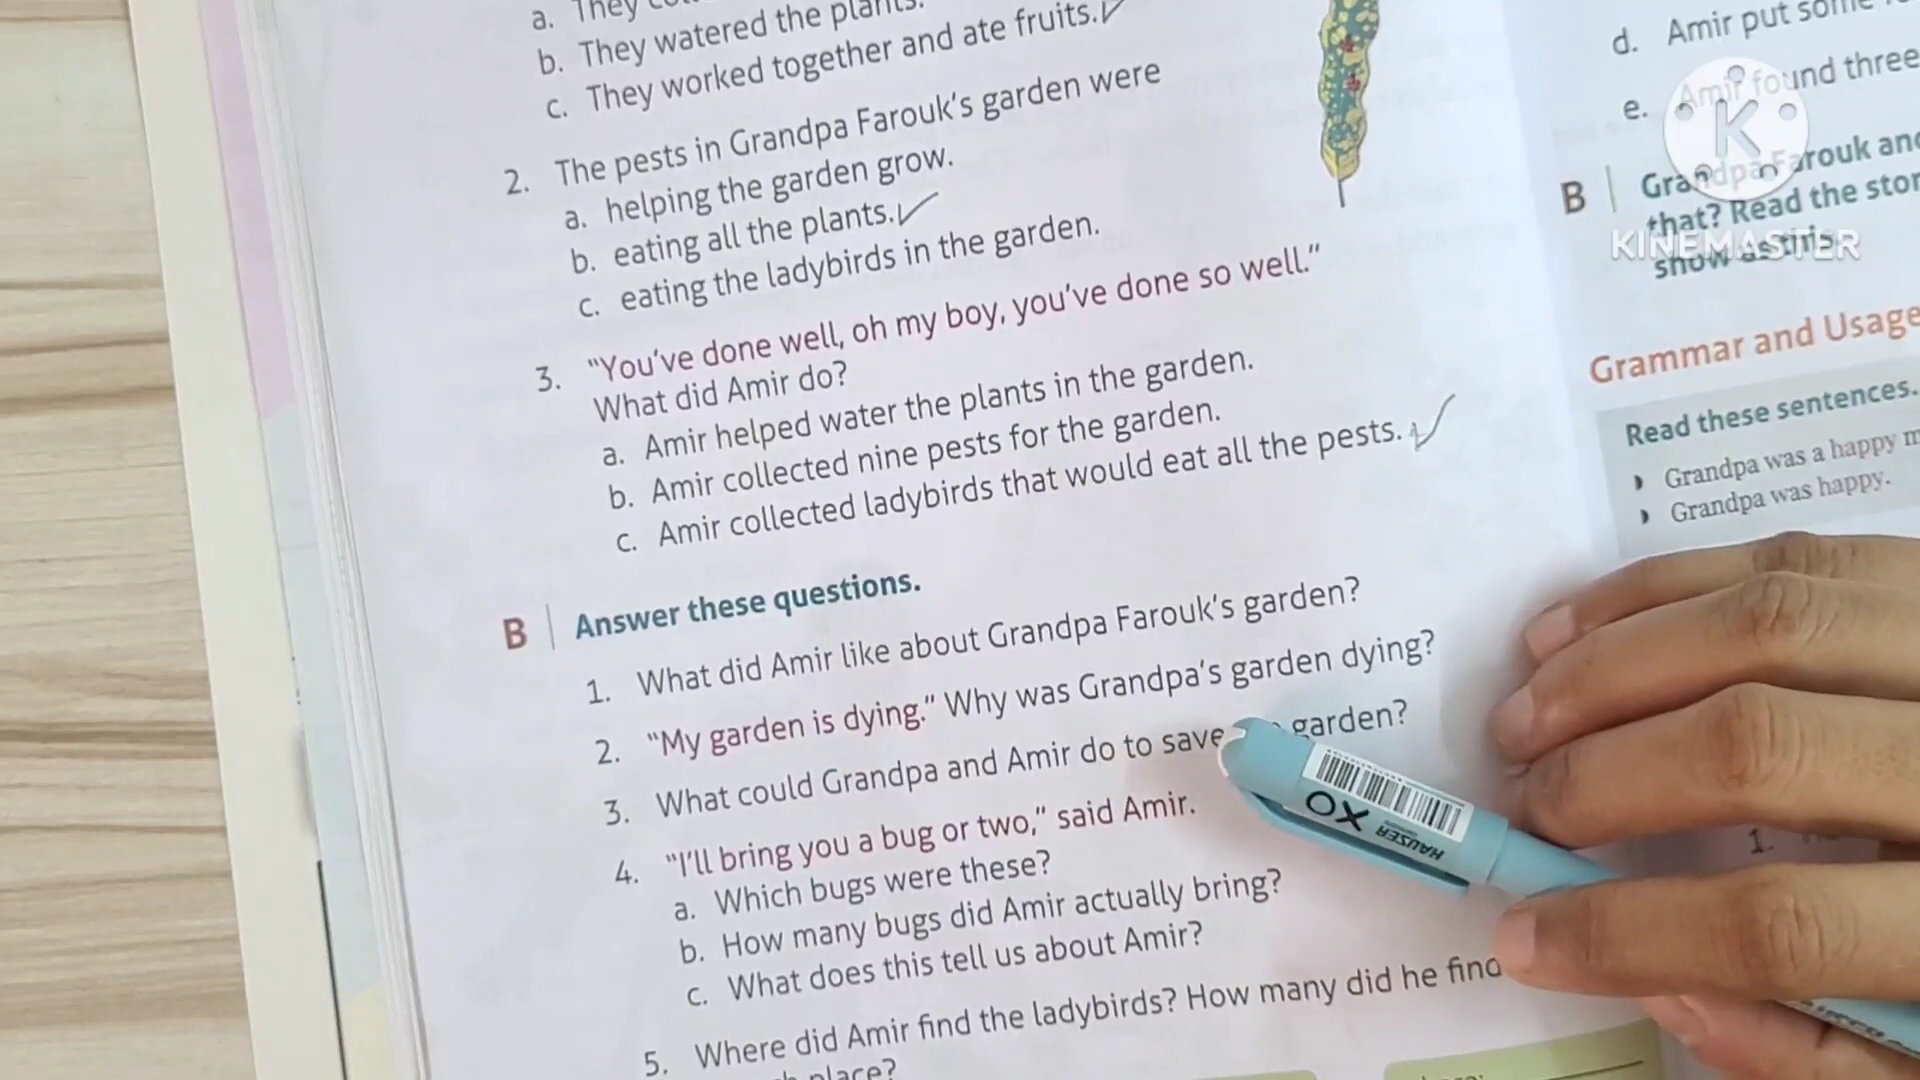 a. They
b. They watered the plants.
c. They worked together and ate fruits.
2. The pests in Grandpa Farouk's garden were
a. helping the garden grow.
b. eating all the plants.
c. eating the ladybirds in the garden.
3. "You've done well, oh my boy, you've done so well."
What did Amir do?
a. Amir helped water the plants in the garden.
b. Amir collected nine pests for the garden.
c. Amir collected ladybirds that would eat all the pests.
B Answer these questions.
1. What did Amir like about Grandpa Farouk's garden?
2. "My garden is dying." Why was Grandpa's garden dying?
3. What could Grandpa and Amir do to save garden?
4. "I'll bring you a bug or two," said Amir.
a. Which bugs were these?
b. How many bugs did Amir actually bring?
c. What does this tell us about Amir?
5. Where did Amir find the ladybirds? How many did he find
place?
d. Amir put some
e. Amir found three
B Grandpa Farouk and
that? Read the stor
show as this.
Grammar and Usage
Read these sentences.
Grandpa was a happy m
Grandpa was happy.
1.
K
KINEMASTER
XO
HAUSER